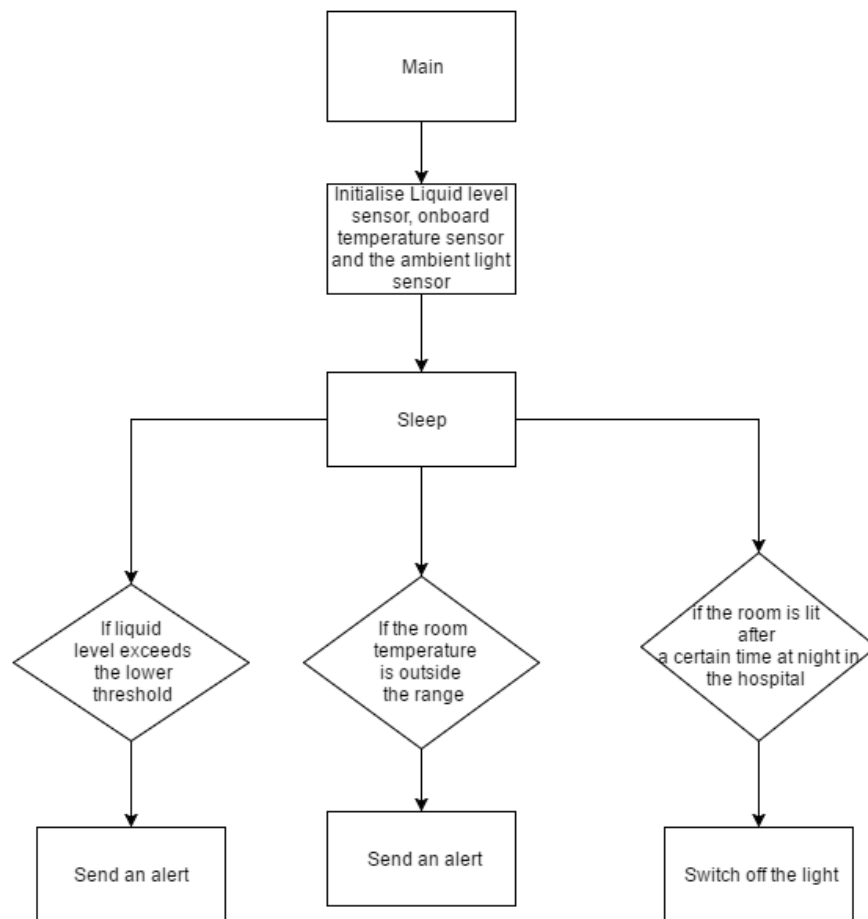 Main
Initialise Liquid level
sensor, onboard
temperature sensor
and the ambient light
sensor
Sleep
If liquid
level exceeds
the lower
threshold
If the room
temperature
is outside
the range
if the room is lit
after
a certain time at night in
the hospital
Send an alert
Send an alert
Switch off the light